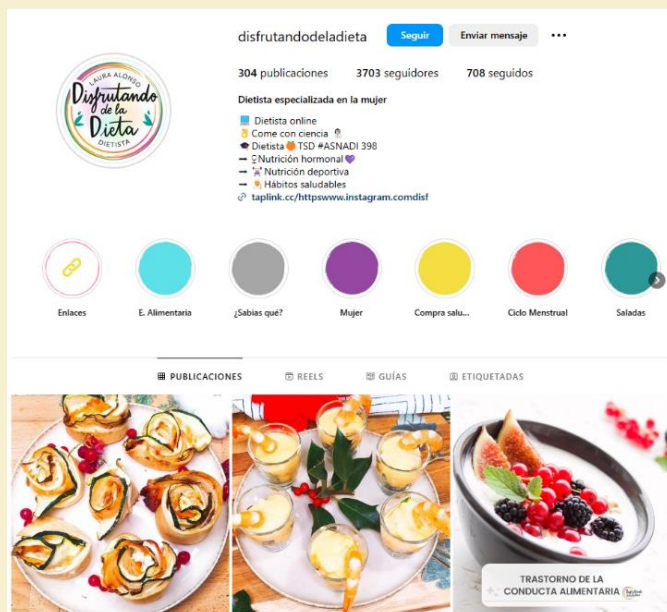 disfrutandodeladieta
Seguir
Enviar mensaje
304 publicaciones
3703 seguidores
708 seguidos
LAURA ALONSO
Disfrutando
de la
Dieta
DIETISTA
Dietista especializada en la mujer
Dietista online
Come con ciencia
Dietista TSD #ASNADI 398
Nutrición hormonal
Nutrición deportiva
Hábitos saludables
taplink.cc/httpswww.instagram.comdisf
Enlaces
E. Alimentaria
¿Sabias qué?
Mujer
Compra salu...
Ciclo Menstrual
Saladas
PUBLICACIONES
REELS
GUÍAS
ETIQUETADAS
TRASTORNO DE LA
CONDUCTA ALIMENTARIA